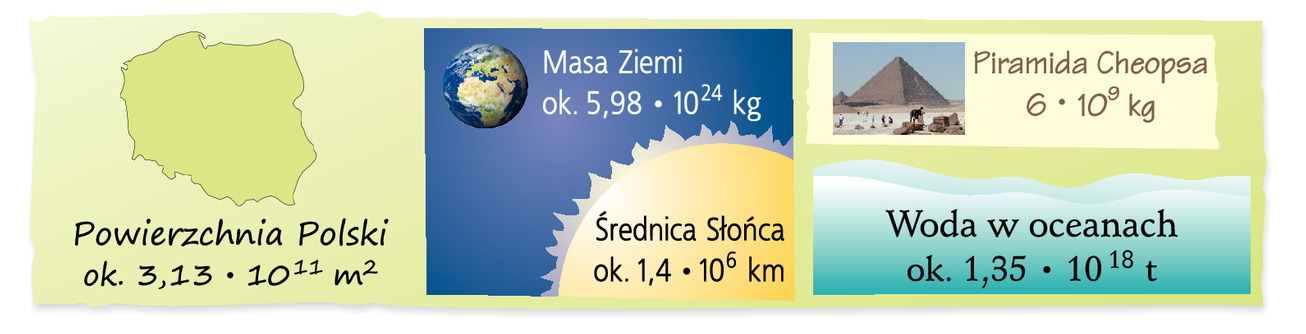 Powierzchnia Polski
ok. 3,13 • 10¹¹ m²
Masa Ziemi
ok. 5,98 • 10²⁴ kg
Średnica Słońca
ok. 1,4 • 10⁶ km
Piramida Cheopsa
6 • 10⁹ kg
Woda w oceanach
ok. 1,35 • 10¹⁸ t